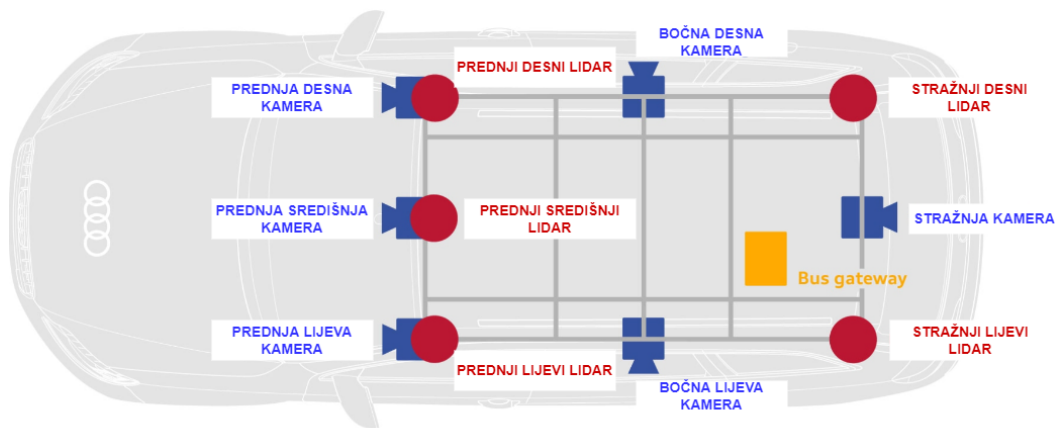 BOČNA DESNA
KAMERA
PREDNJI DESNI LIDAR
PREDNJA DESNA
KAMERA
STRAŽNJI DESNI
LIDAR
PREDNJA SREDIŠNJA
KAMERA
PREDNJI SREDIŠNJI
LIDAR
STRAŽNJA KAMERA
Bus gateway
PREDNJA LIJEVA
KAMERA
STRAŽNJI LIJEVI
LIDAR
PREDNJI LIJEVI LIDAR
BOČNA LIJEVA
KAMERA